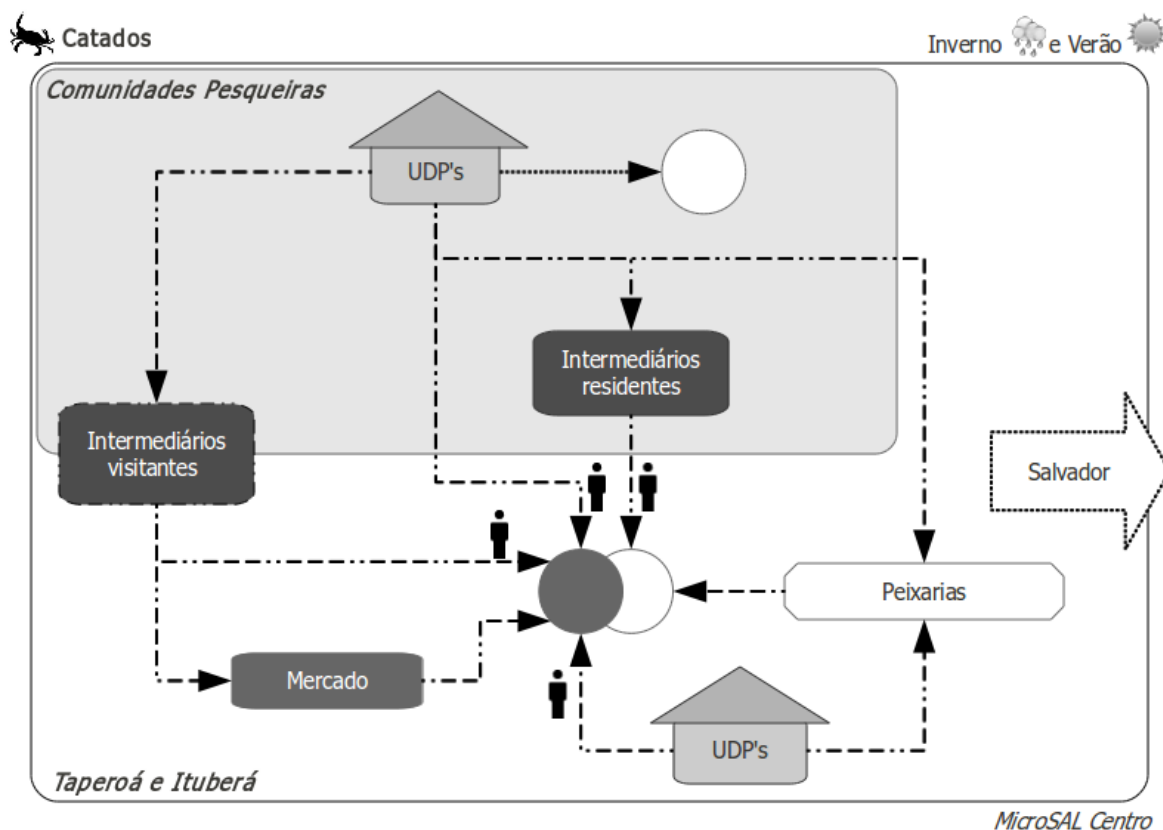 Catados
Inverno e Verão
Comunidades Pesqueiras
UDP's
Intermediários
residentes
Intermediários
visitantes
Salvador
Peixarias
Mercado
UDP's
Taperoá e Ituberá
MicroSAL Centro